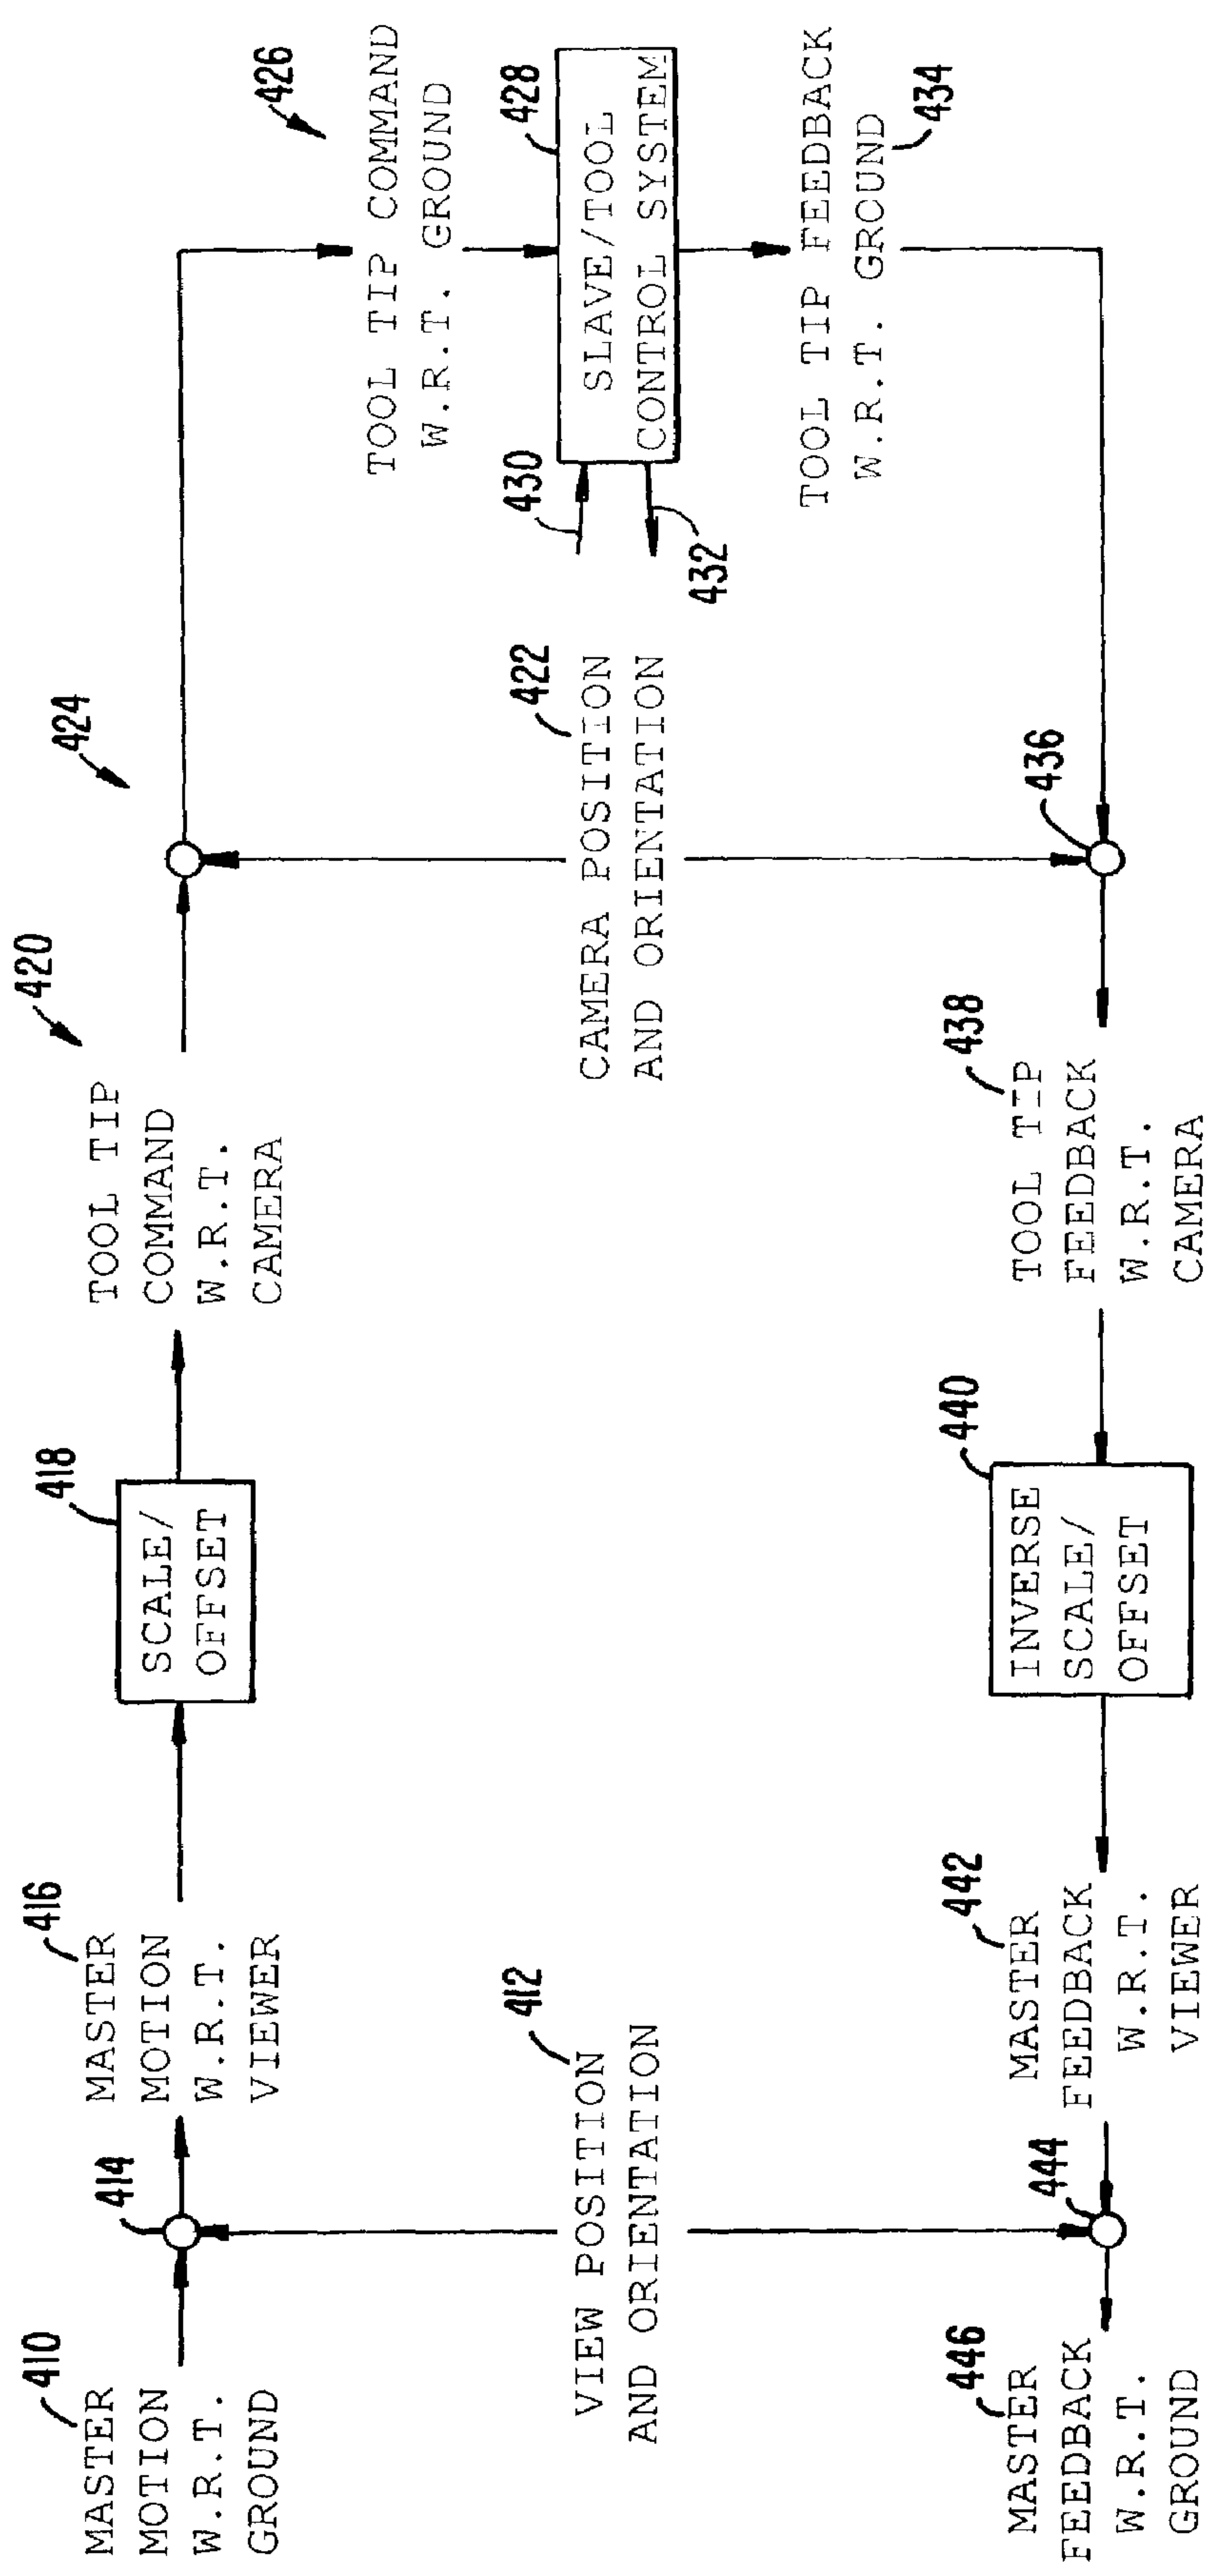 410
MASTER
MOTION
W.R.T.
GROUND
414
416
MASTER
MOTION
W.R.T.
VIEWER
418
SCALE/
OFFSET
420
TOOL TIP
COMMAND
W.R.T.
CAMERA
424
426
TOOL TIP COMMAND
W.R.T. GROUND
428
SLAVE/TOOL
CONTROL SYSTEM
430
432
412
VIEW POSITION
AND ORIENTATION
422
CAMERA POSITION
AND ORIENTATION
TOOL TIP FEEDBACK
W.R.T. GROUND
434
436
438
TOOL TIP
FEEDBACK
W.R.T.
CAMERA
440
INVERSE
SCALE/
OFFSET
442
MASTER
FEEDBACK
W.R.T.
VIEWER
444
446
MASTER
FEEDBACK
W.R.T.
GROUND